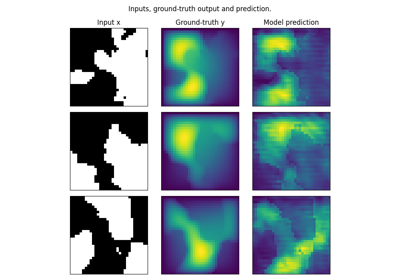 Inputs, ground-truth output and prediction.
Input x
Ground-truth y
Model prediction